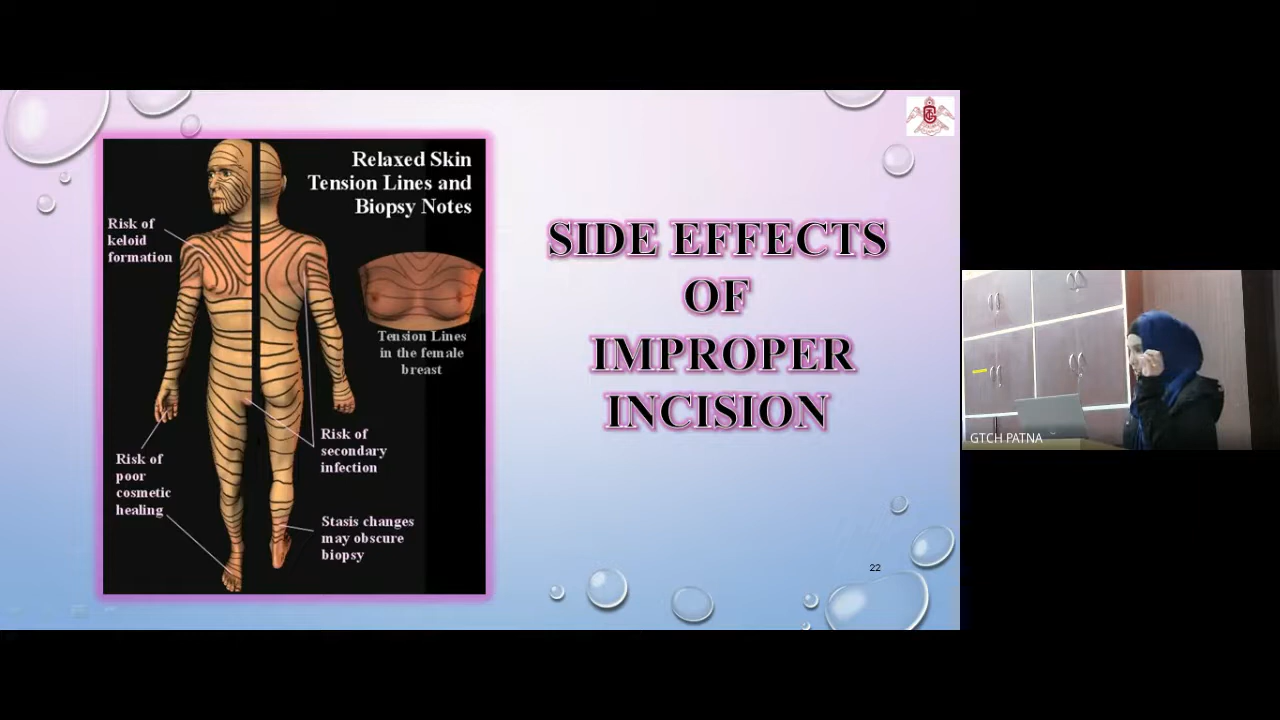 Relaxed Skin
Tension Lines and
Biopsy Notes
Risk of
keloid
formation
Tension Lines
in the female
breast
Risk of
secondary
infection
Risk of
poor
cosmetic
healing
Stasis changes
may obscure
biopsy
SIDE EFFECTS
OF
IMPROPER
INCISION
22
GTCH PATNA